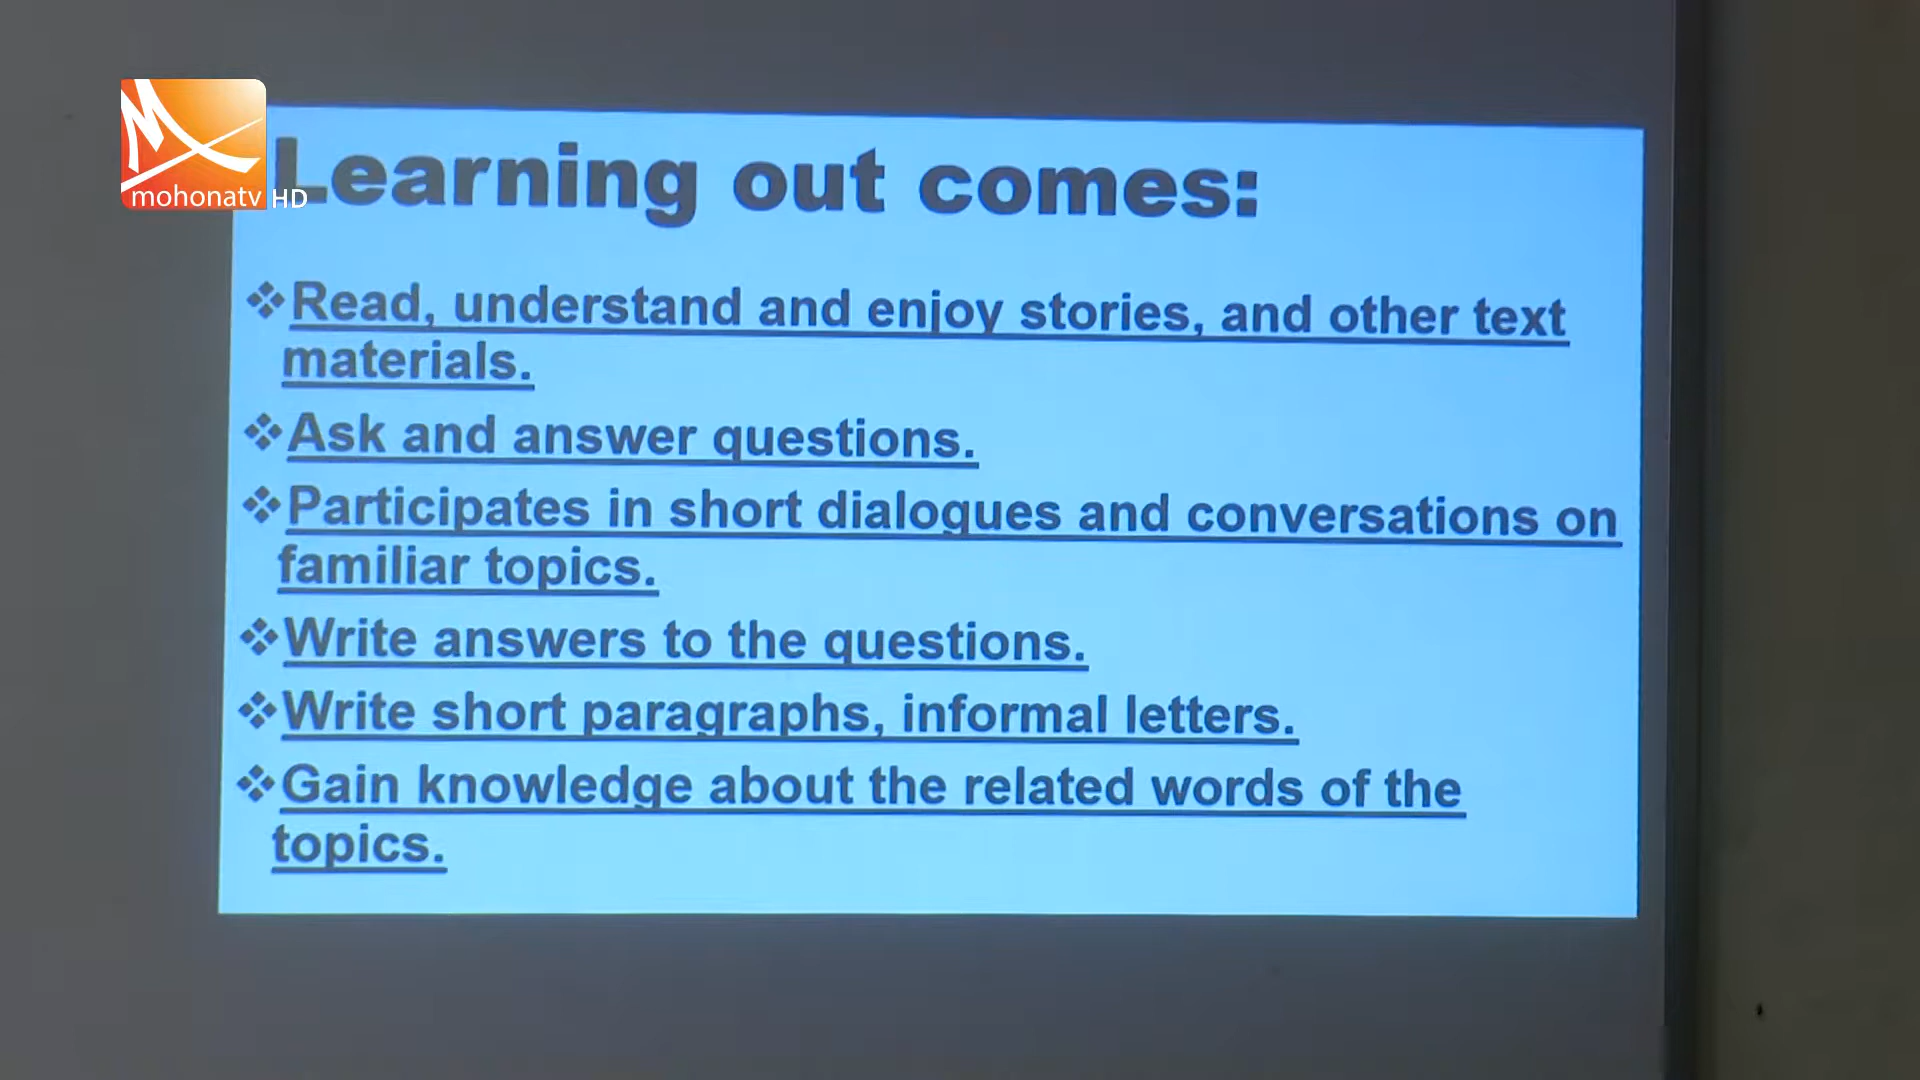 mohonatv HD
Learning out comes:
❖Read, understand and enjoy stories, and other text
materials.
❖Ask and answer questions.
❖Participates in short dialogues and conversations on
familiar topics.
❖Write answers to the questions.
❖Write short paragraphs, informal letters.
❖Gain knowledge about the related words of the
topics.